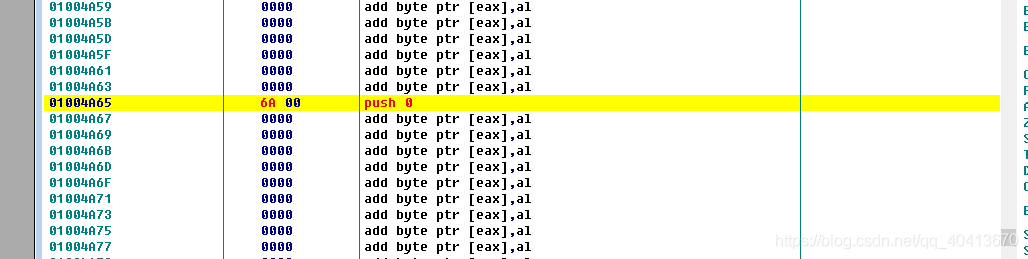 01004A59 0000 add byte ptr [eax],al
01004A5B 0000 add byte ptr [eax],al
01004A5D 0000 add byte ptr [eax],al
01004A5F 0000 add byte ptr [eax],al
01004A61 0000 add byte ptr [eax],al
01004A63 0000 add byte ptr [eax],al
01004A65 6A 00 push 0
01004A67 0000 add byte ptr [eax],al
01004A69 0000 add byte ptr [eax],al
01004A6B 0000 add byte ptr [eax],al
01004A6D 0000 add byte ptr [eax],al
01004A6F 0000 add byte ptr [eax],al
01004A71 0000 add byte ptr [eax],al
01004A73 0000 add byte ptr [eax],al
01004A75 0000 add byte ptr [eax],al
01004A77 0000 add byte ptr [eax],al
https://blog.csdn.net/qq_40413670